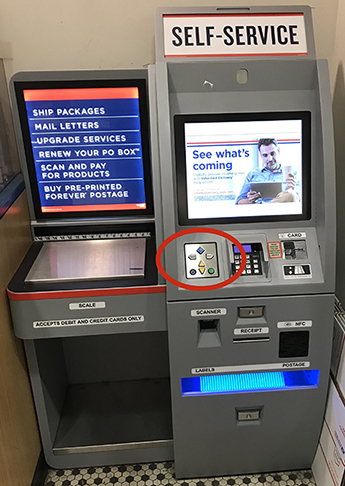 SELF-SERVICE
SHIP PACKAGES
MAIL LETTERS
UPGRADE SERVICES
RENEW YOUR PO BOX™
SCAN AND PAY
FOR PRODUCTS
BUY PRE-PRINTED
FOREVER® POSTAGE
See what's
coming
CARD
SCALE
ACCEPTS DEBIT AND CREDIT CARDS ONLY
SCANNER
RECEIPT
NFC
LABELS
POSTAGE